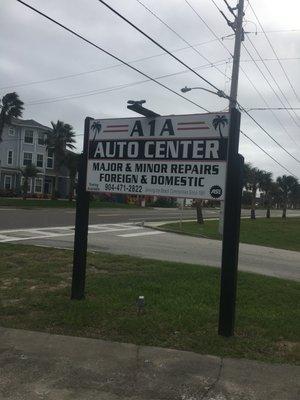 A1A
AUTO CENTER
MAJOR & MINOR REPAIRS
FOREIGN & DOMESTIC
904-471-2822
ASE